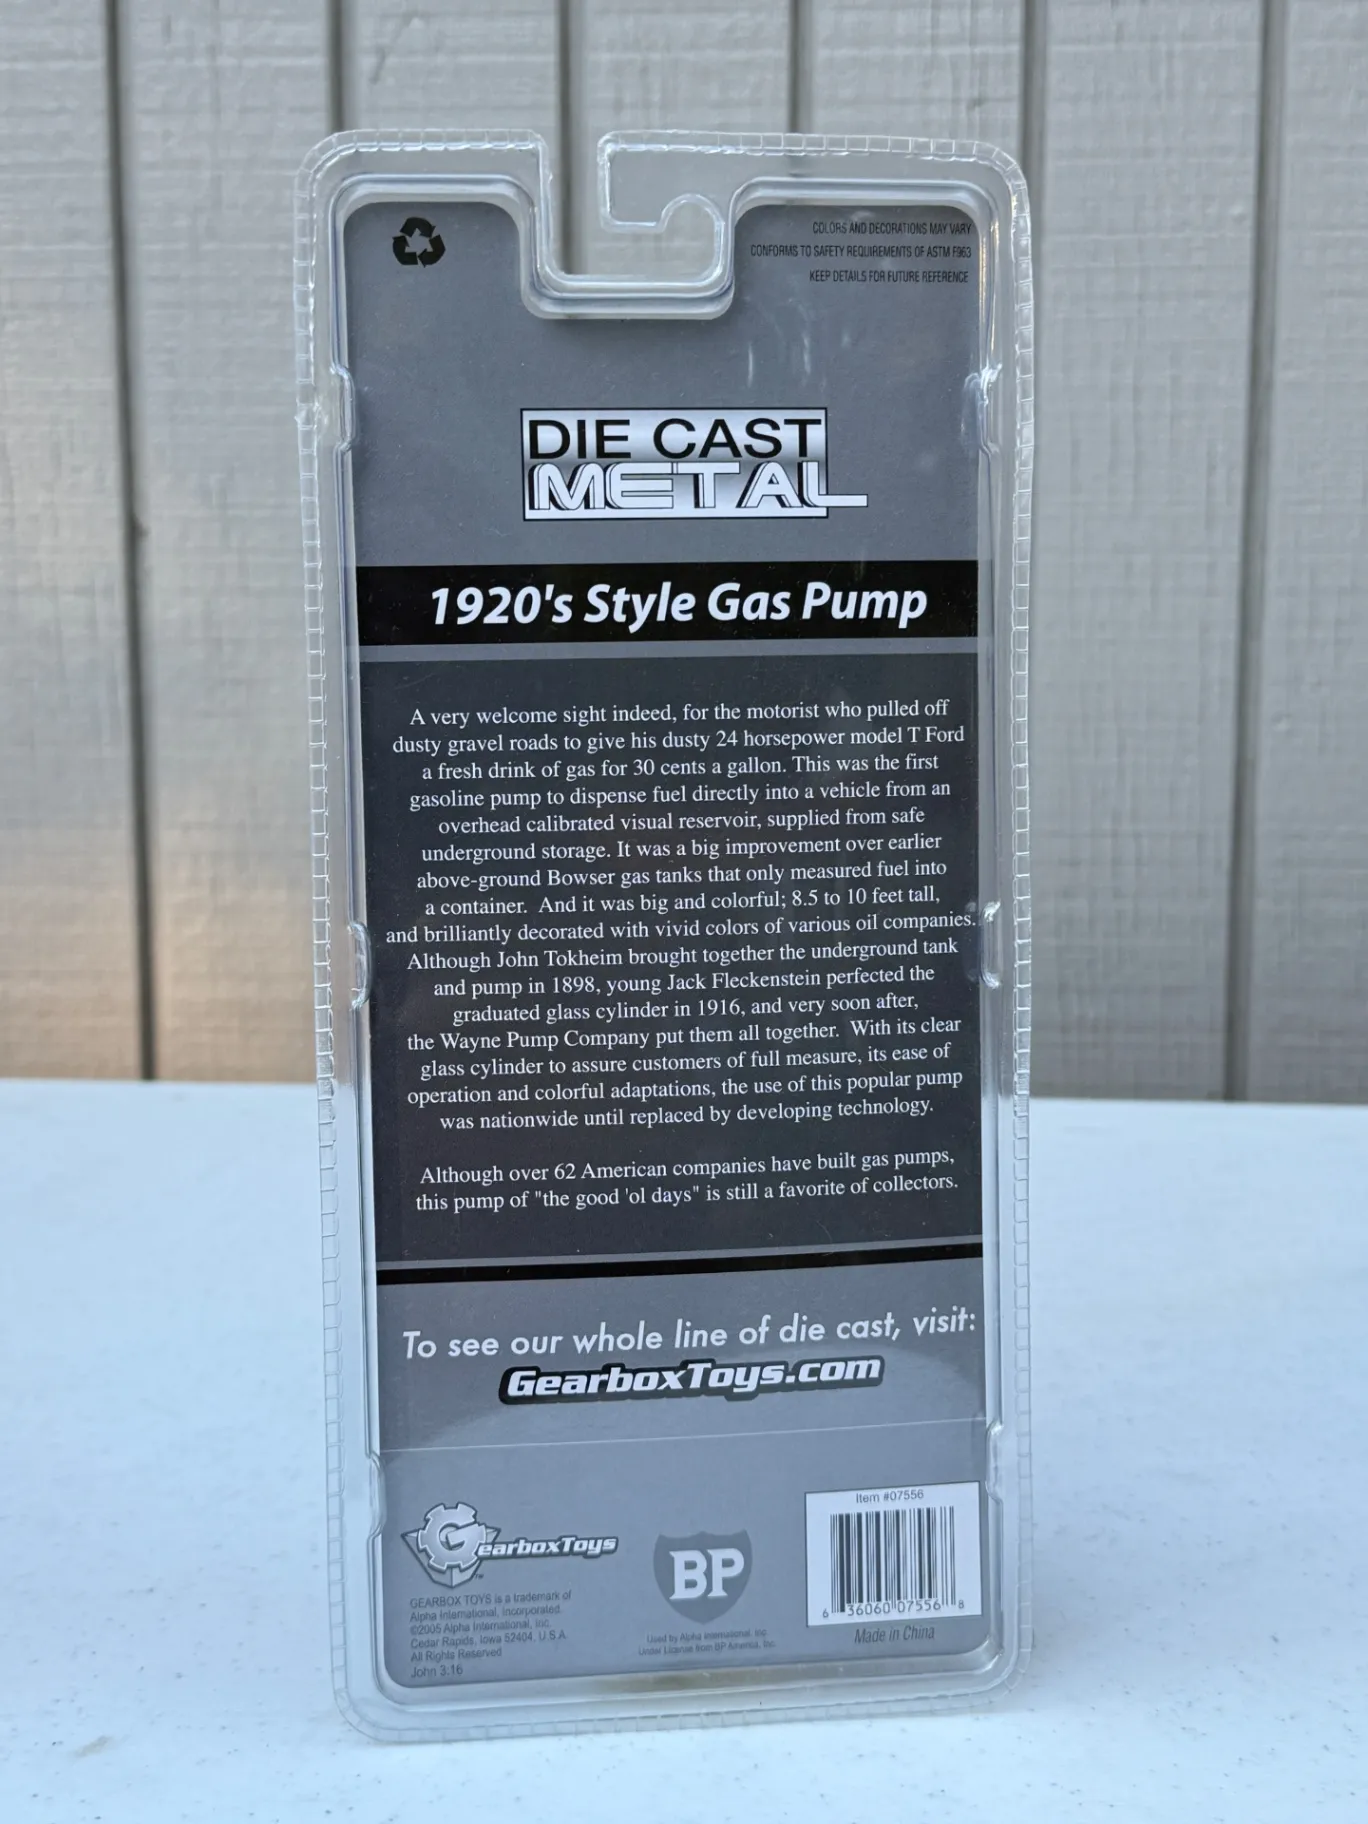 COLORS AND DECORATIONS MAY VARY
CONFORMS TO SAFETY REQUIREMENTS OF ASTM F963
KEEP DETAILS FOR FUTURE REFERENCE
DIE CAST
METAL
1920's Style Gas Pump
A very welcome sight indeed, for the motorist who pulled off
dusty gravel roads to give his dusty 24 horsepower model T Ford
a fresh drink of gas for 30 cents a gallon. This was the first
gasoline pump to dispense fuel directly into a vehicle from an
overhead calibrated visual reservoir, supplied from safe
underground storage. It was a big improvement over earlier
above-ground Bowser gas tanks that only measured fuel into
a container. And it was big and colorful; 8.5 to 10 feet tall,
and brilliantly decorated with vivid colors of various oil companies.
Although John Tokheim brought together the underground tank
and pump in 1898, young Jack Fleckenstein perfected the
graduated glass cylinder in 1916, and very soon after,
the Wayne Pump Company put them all together. With its clear
glass cylinder to assure customers of full measure, its ease of
operation and colorful adaptations, the use of this popular pump
was nationwide until replaced by developing technology.
Although over 62 American companies have built gas pumps,
this pump of "the good 'ol days" is still a favorite of collectors.
To see our whole line of die cast, visit:
GearboxToys.com
GearboxToys
TM
GEARBOX TOYS is a trademark of
Alpha International, Incorporated.
©2005 Alpha International, Inc.
Cedar Rapids, Iowa 52404, U.S.A.
All Rights Reserved
John 3:16
BP
Used by Alpha International, Inc.
Under License from BP America, Inc.
Item #07556
6 36060 07556 8
Made in China